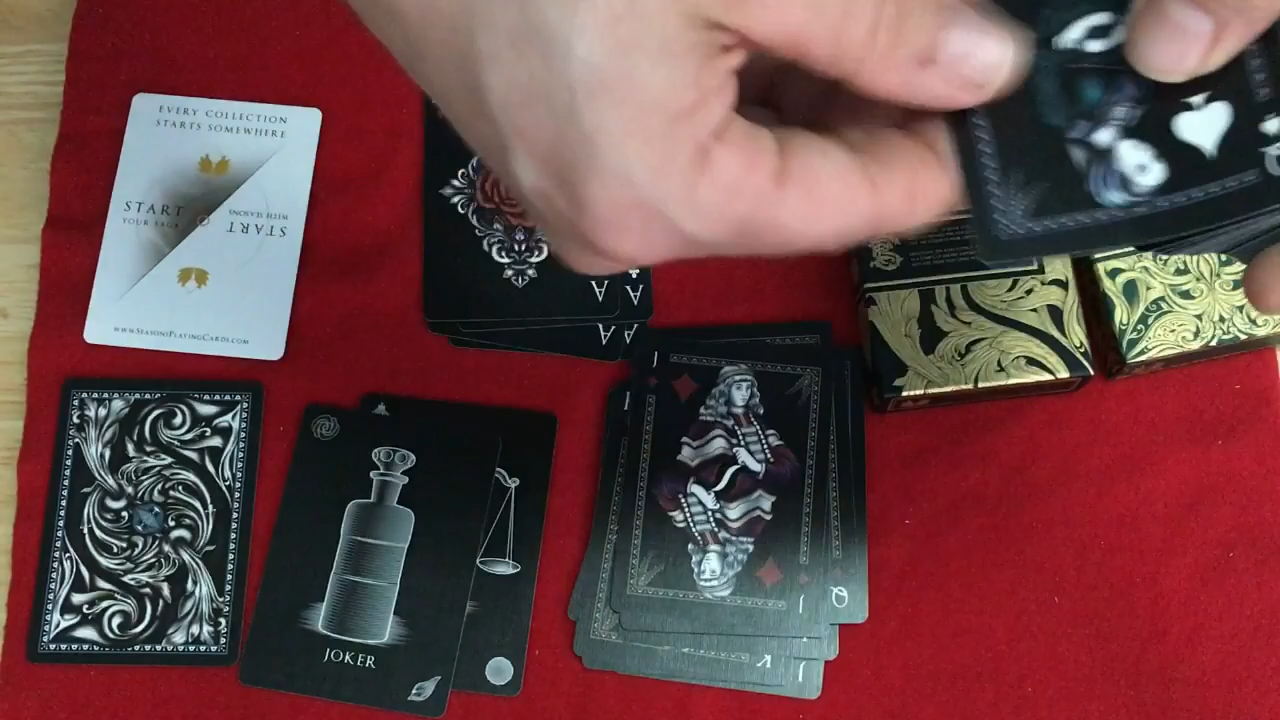 EVERY COLLECTION
STARTS SOMEWHERE
START
YOUR SAGA
START
WITH SEASONS
WWW.SEASONSPLAYINGCARDS.COM
A
A
A
A
J
J
Q
J
K
J
JOKER